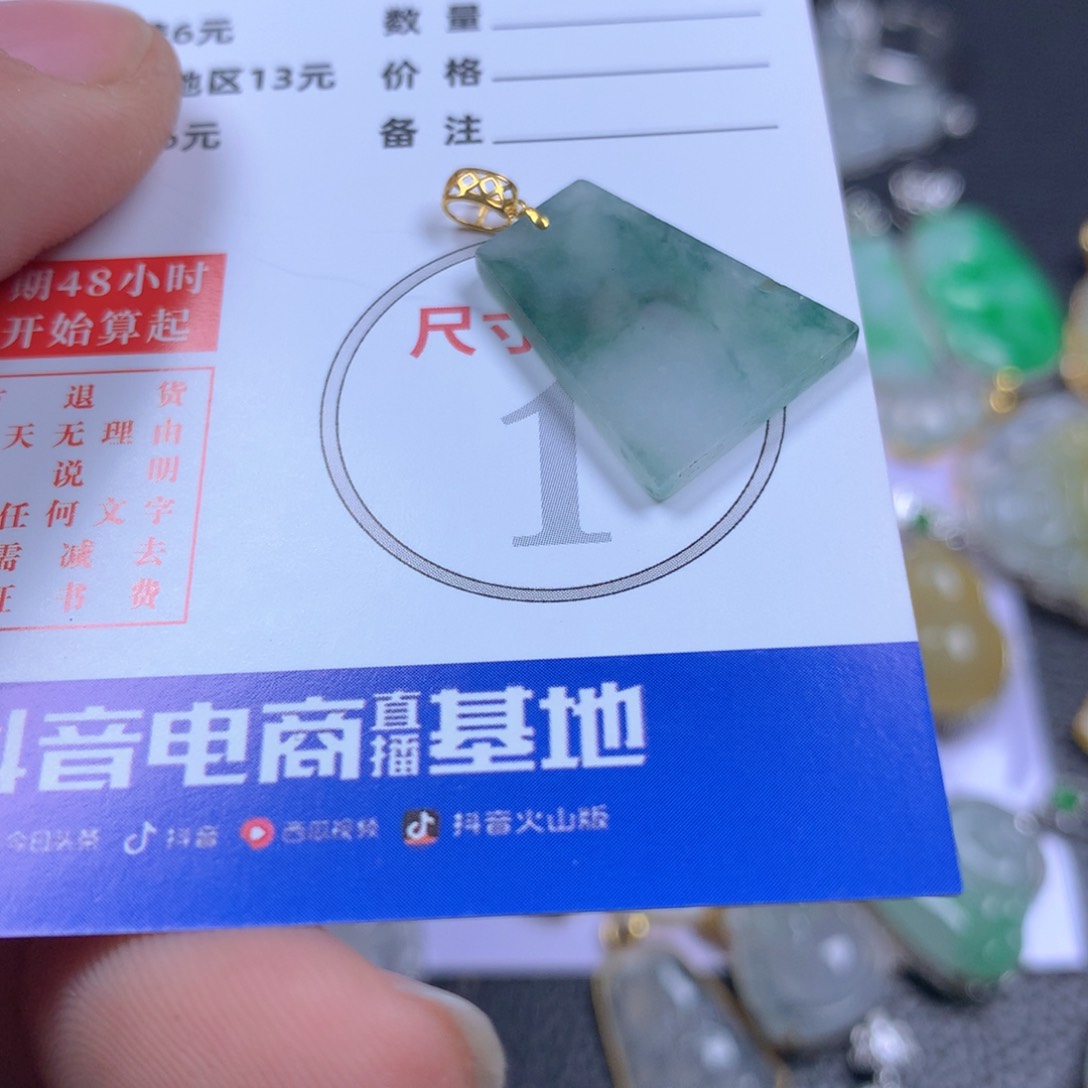 6元
数量
地区13元
价格
元
备注
期48小时
开始算起
尺寸
1
退货
天无理由
说明
任何文字
需减去
证书费
抖音电商直播基地
今日头条 抖音 西瓜视频 抖音火山版